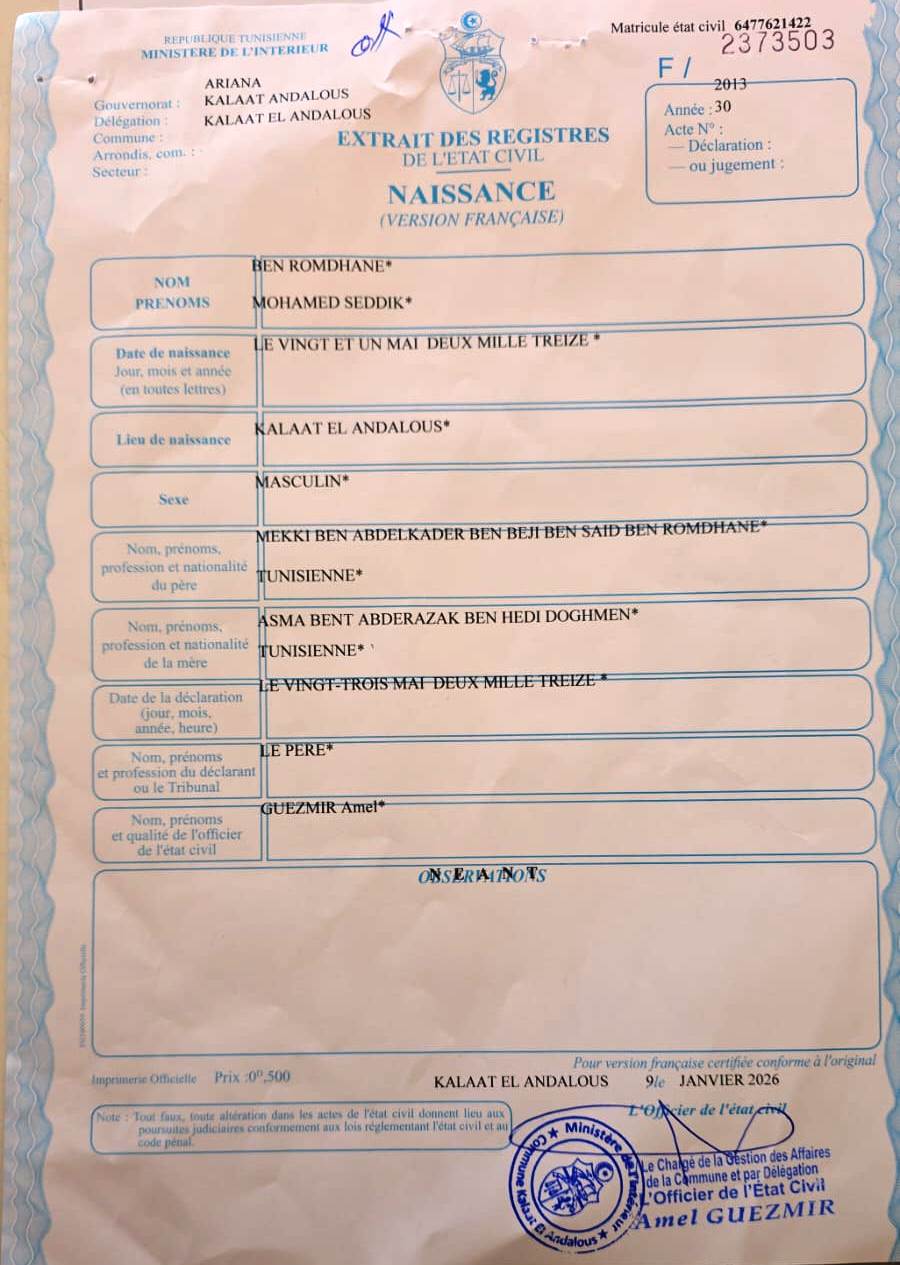 Matricule état civil 6477621422
2373503
REPUBLIQUE TUNISIENNE
MINISTERE DE L'INTERIEUR
F /
Gouvernorat : ARIANA
Délégation : KALAAT ANDALOUS
Commune : KALAAT EL ANDALOUS
Arrondis. com. :
Secteur :
2013
Année : 30
Acte N° :
— Déclaration :
— ou jugement :
EXTRAIT DES REGISTRES
DE L'ETAT CIVIL
NAISSANCE
(VERSION FRANÇAISE)
NOM
PRENOMS
BEN ROMDHANE*
MOHAMED SEDDIK*
Date de naissance
Jour, mois et année
(en toutes lettres)
LE VINGT ET UN MAI DEUX MILLE TREIZE *
Lieu de naissance
KALAAT EL ANDALOUS*
Sexe
MASCULIN*
Nom, prénoms,
profession et nationalité
du père
MEKKI BEN ABDELKADER BEN BEJI BEN SAID BEN ROMDHANE*
TUNISIENNE*
Nom, prénoms,
profession et nationalité
de la mère
ASMA BENT ABDERAZAK BEN HEDI DOGHMEN*
TUNISIENNE*
Date de la déclaration
(jour, mois,
année, heure)
LE VINGT-TROIS MAI DEUX MILLE TREIZE *
Nom, prénoms
et profession du déclarant
ou le Tribunal
LE PERE*
Nom, prénoms
et qualité de l'officier
de l'état civil
GUEZMIR Amel*
OBSERVATIONS
N E A N T
Imprimerie Officielle Prix :0ᴰ,500
Pour version française certifiée conforme à l'original
KALAAT EL ANDALOUS 9le JANVIER 2026
L'Officier de l'état civil
Note : Tout faux, toute altération dans les actes de l'état civil donnent lieu aux
poursuites judiciaires conformement aux lois réglementant l'état civil et au
code pénal.
Ministère de l'Intérieur
Commune Kalaat El Andalous
Le Chargé de la Gestion des Affaires
de la Commune et par Délégation
L'Officier de l'État Civil
Amel GUEZMIR